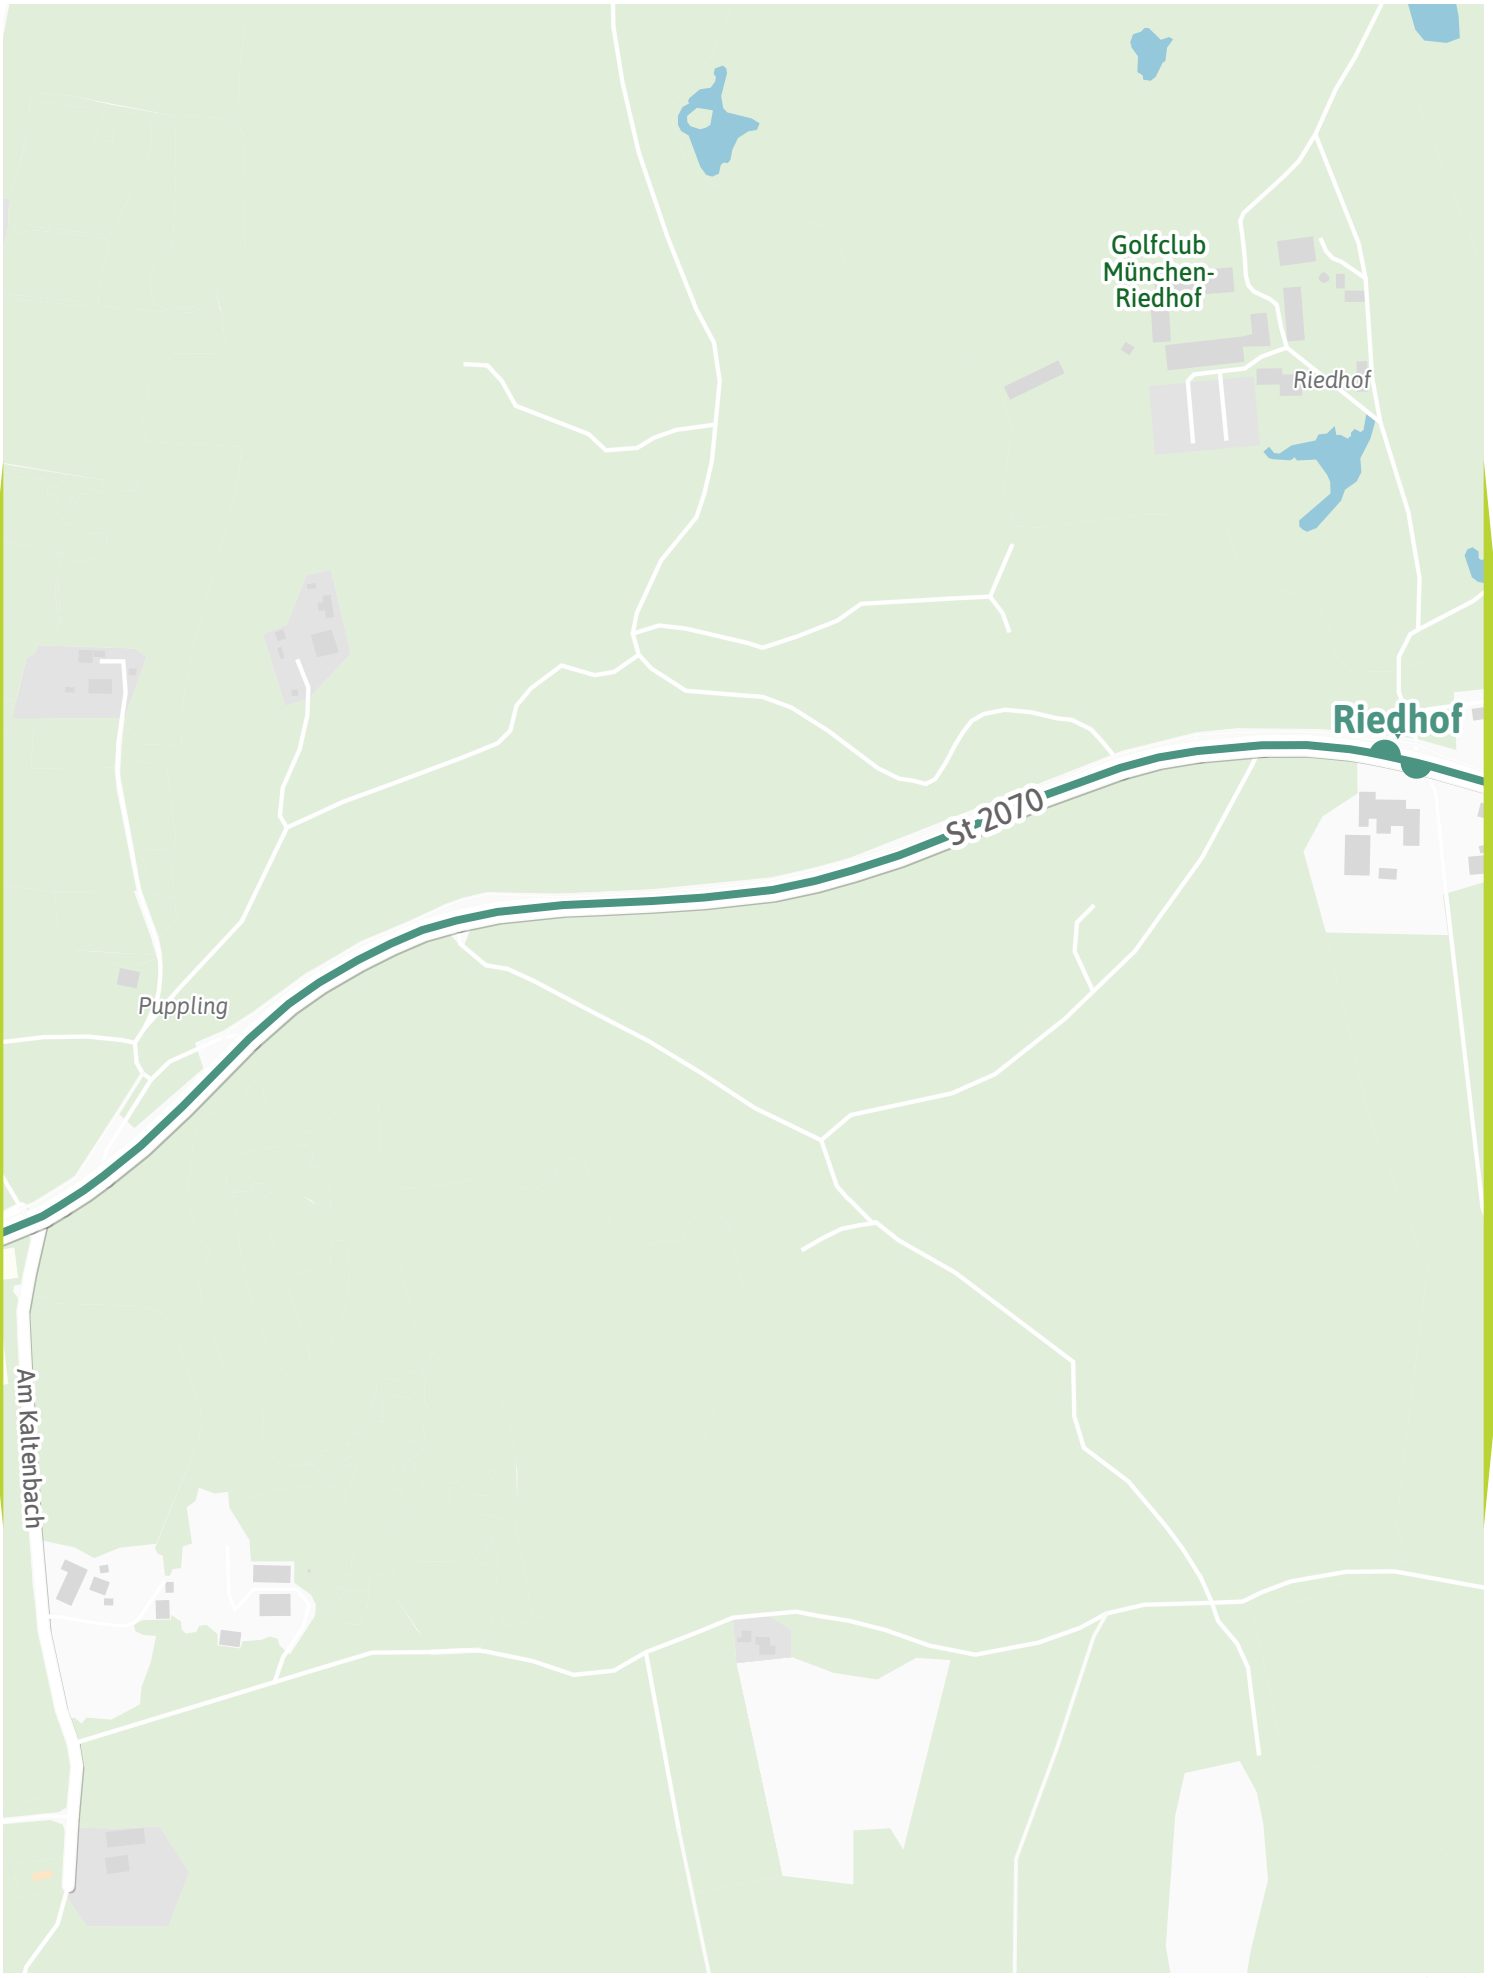 Golfclub
München-
Riedhof
Riedhof
Riedhof
St 2070
Puppling
Am Kaltenbach